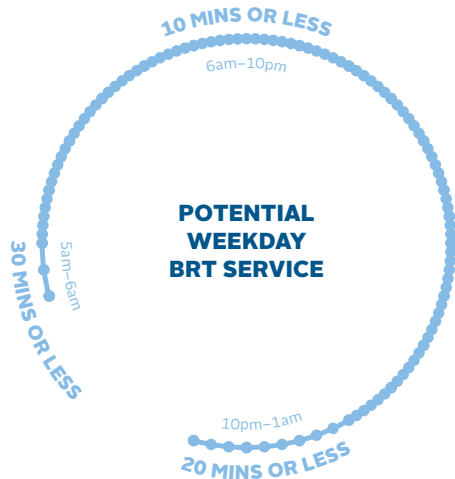 10 MINS OR LESS
6am–10pm
POTENTIAL
WEEKDAY
BRT SERVICE
5am–6am
30 MINS OR LESS
10pm–1am
20 MINS OR LESS